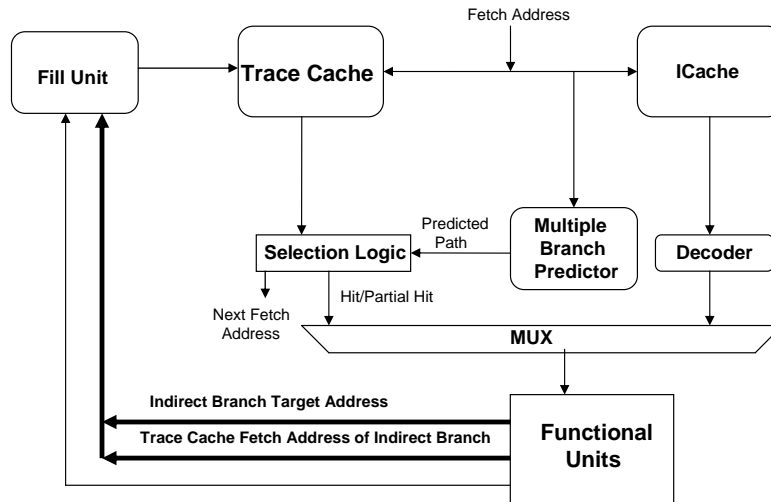 Fetch Address
Fill Unit
Trace Cache
ICache
Predicted
Path
Multiple
Branch
Predictor
Selection Logic
Decoder
Next Fetch
Address
Hit/Partial Hit
MUX
Indirect Branch Target Address
Trace Cache Fetch Address of Indirect Branch
Functional
Units